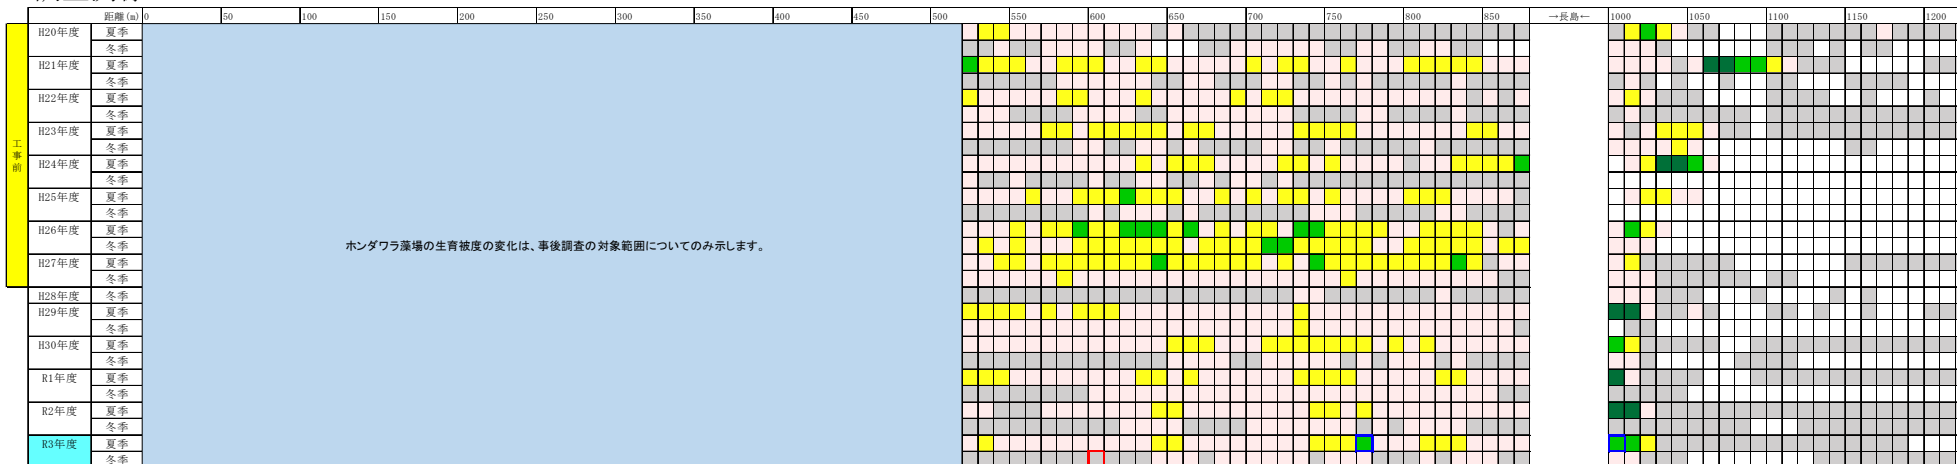 距離(m) 0 50 100 150 200 250 300 350 400 450 500 550 600 650 700 750 800 850 →長島← 1000 1050 1100 1150 1200
工事前
H20年度 夏季
冬季
H21年度 夏季
冬季
H22年度 夏季
冬季
H23年度 夏季
冬季
H24年度 夏季
冬季
H25年度 夏季
冬季
H26年度 夏季
冬季
ホンダワラ藻場の生育被度の変化は、事後調査の対象範囲についてのみ示します。
H27年度 夏季
冬季
H28年度 冬季
H29年度 夏季
冬季
H30年度 夏季
冬季
R1年度 夏季
冬季
R2年度 夏季
冬季
R3年度 夏季
冬季